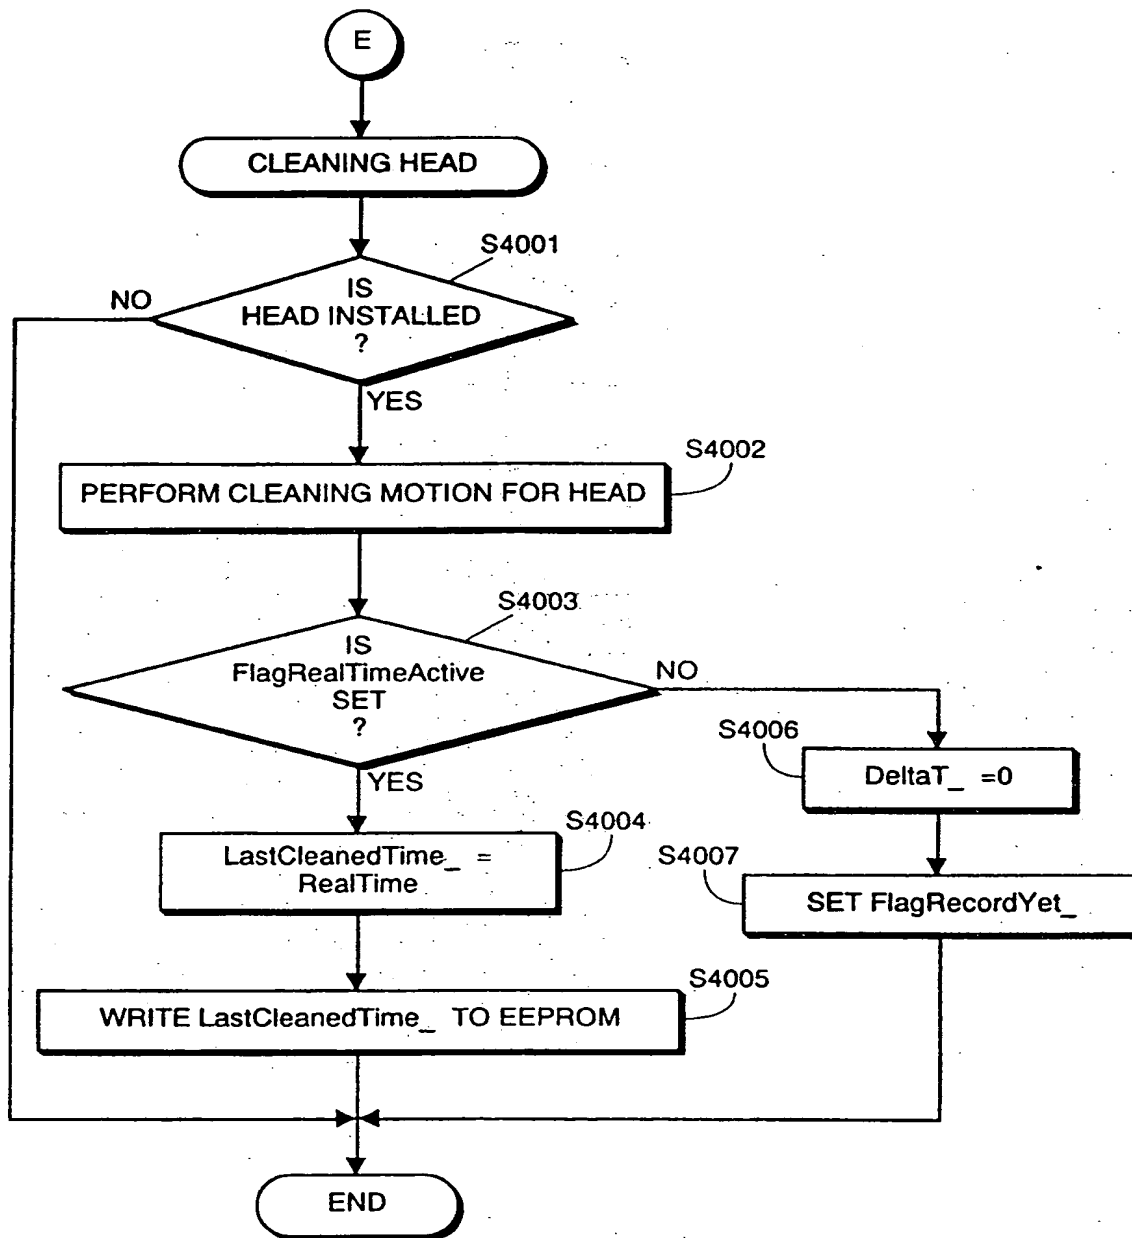 E
CLEANING HEAD
S4001
IS
HEAD INSTALLED
?
NO
YES
S4002
PERFORM CLEANING MOTION FOR HEAD
S4003
IS
FlagRealTimeActive
SET
?
NO
YES
S4006
DeltaT_ =0
S4004
LastCleanedTime_ =
RealTime
S4007
SET FlagRecordYet_
S4005
WRITE LastCleanedTime_ TO EEPROM
END